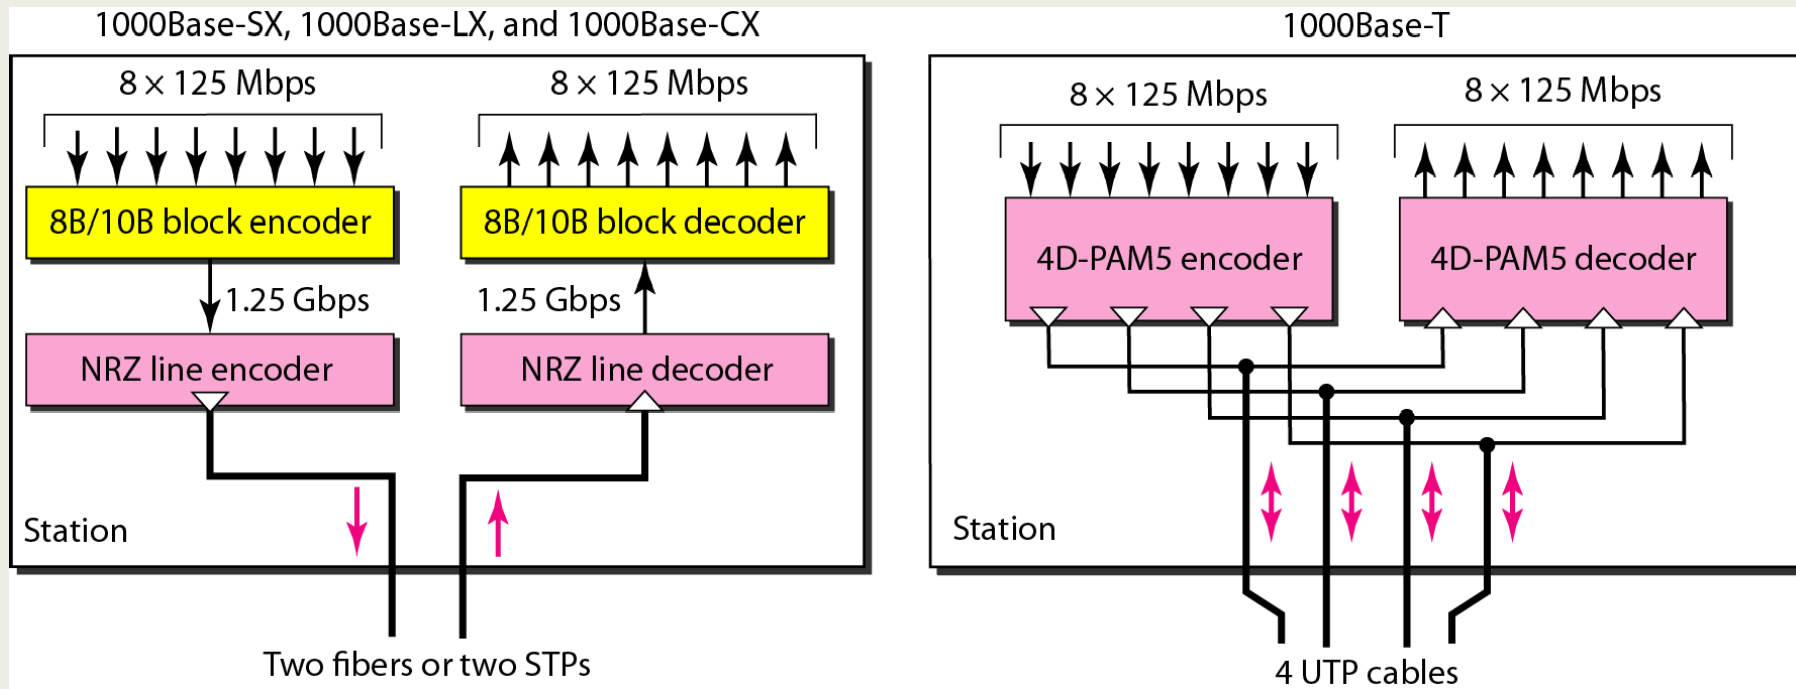 1000Base-SX, 1000Base-LX, and 1000Base-CX
8 × 125 Mbps
8 × 125 Mbps
8B/10B block encoder
8B/10B block decoder
1.25 Gbps
1.25 Gbps
NRZ line encoder
NRZ line decoder
Station
Two fibers or two STPs
1000Base-T
8 × 125 Mbps
8 × 125 Mbps
4D-PAM5 encoder
4D-PAM5 decoder
Station
4 UTP cables